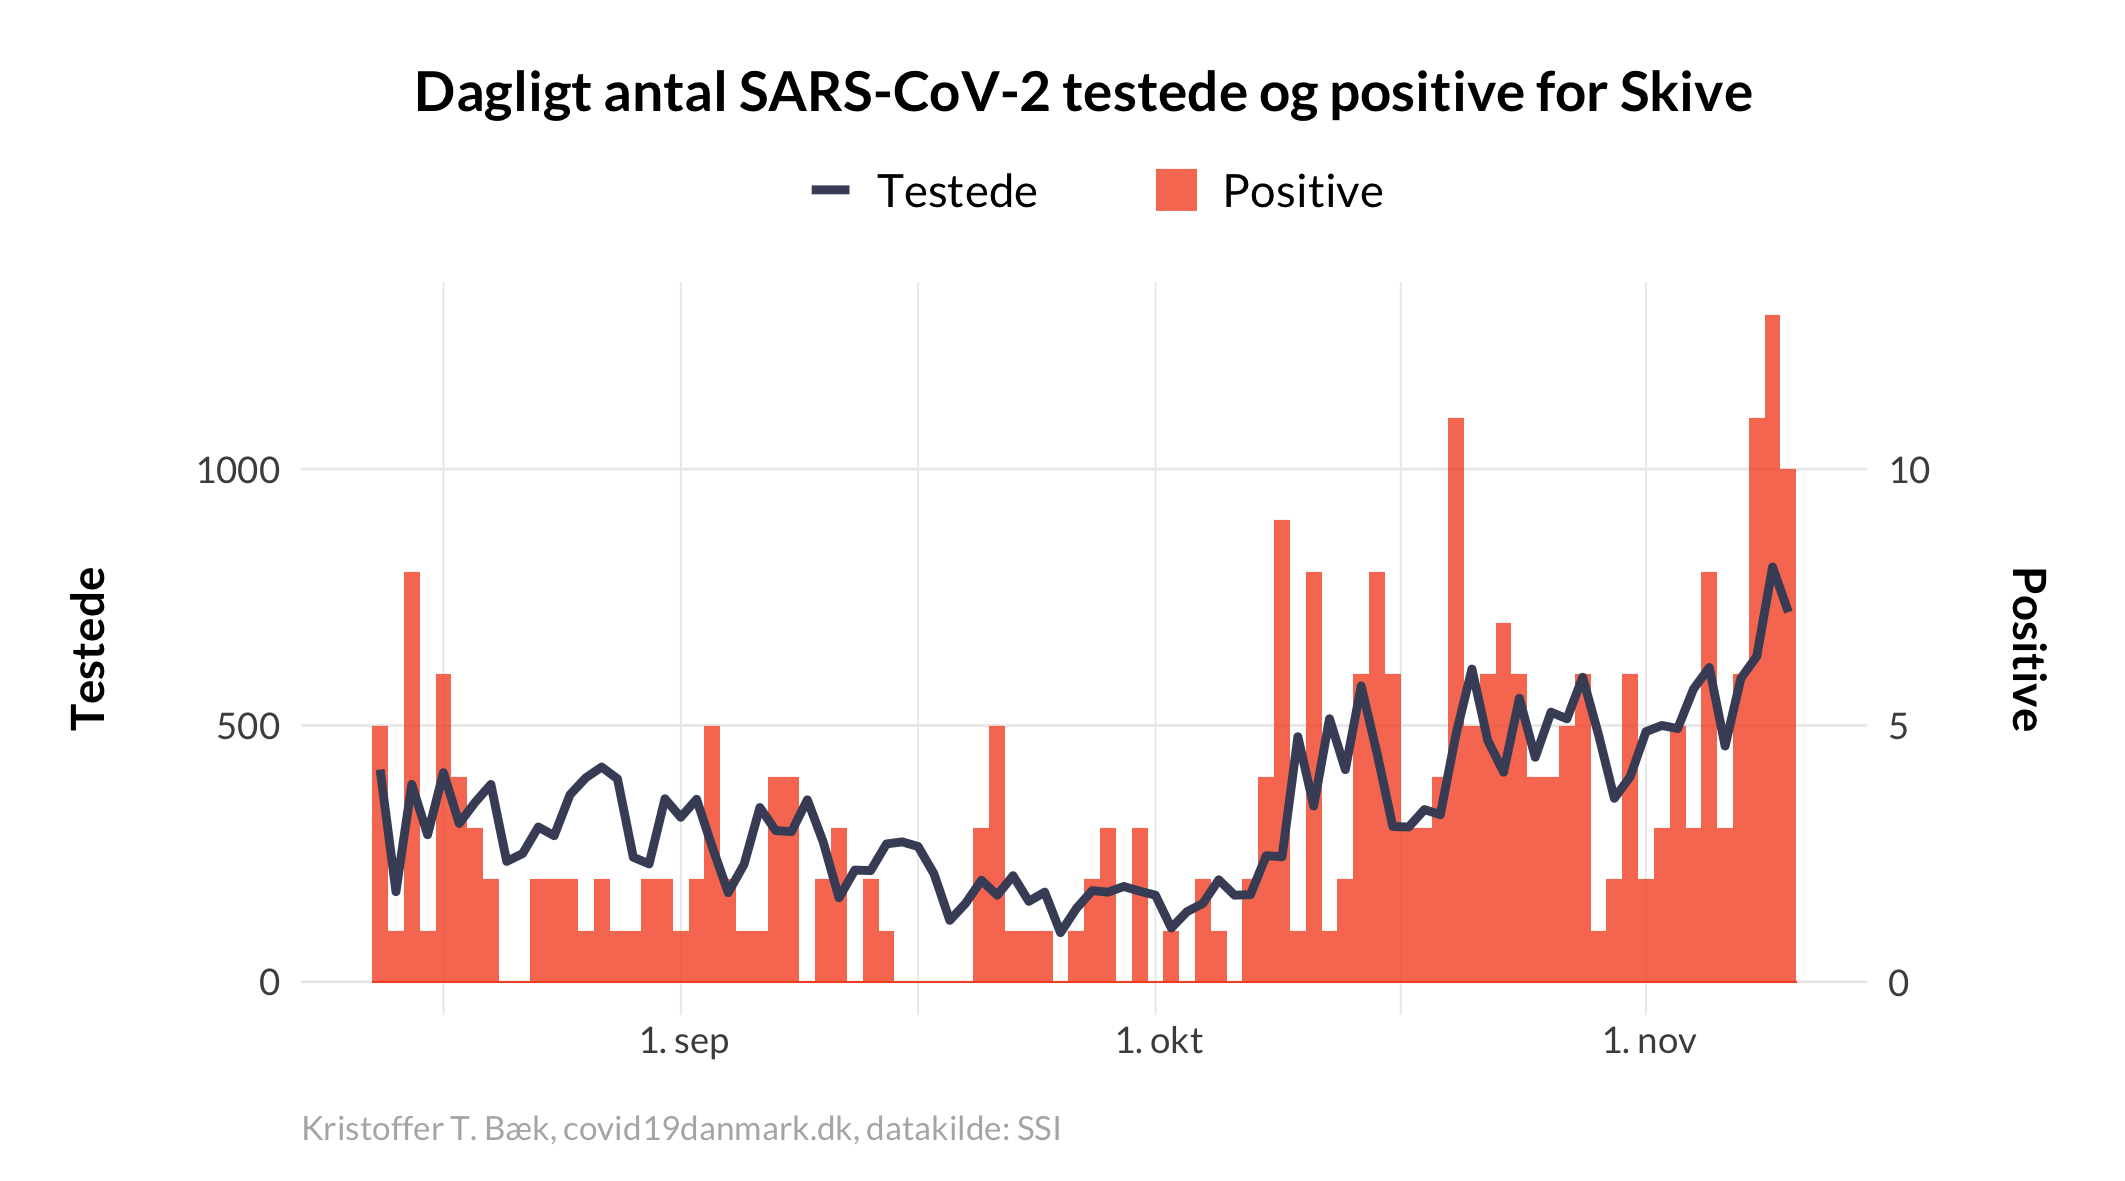 Dagligt antal SARS-CoV-2 testede og positive for Skive
Testede Positive
1000 10
500 5
0 0
Testede
Positive
1. sep 1. okt 1. nov
Kristoffer T. Bæk, covid19danmark.dk, datakilde: SSI